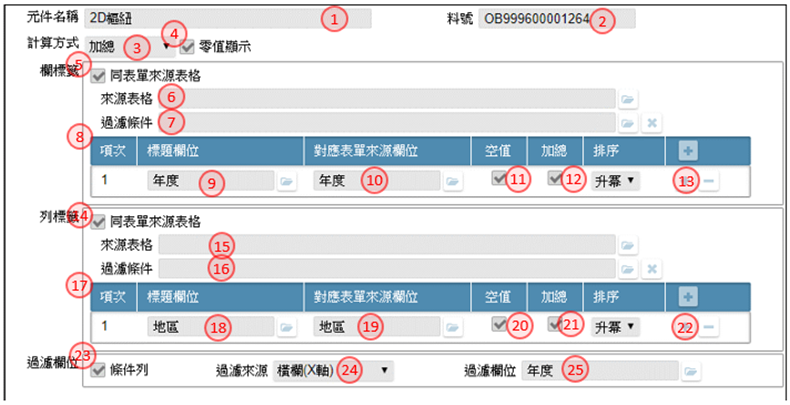 元件名稱 2D樞紐 1 料號 OB999600001264 2
計算方式 加總 3 4 零值顯示
欄標籤 5 同表單來源表格
來源表格 6
過濾條件 7
8 項次 標題欄位 對應表單來源欄位 空值 加總 排序
1 年度 9 年度 10 11 12 升冪 13
列標籤 14 同表單來源表格
來源表格 15
過濾條件 16
17 項次 標題欄位 對應表單來源欄位 空值 加總 排序
1 地區 18 地區 19 20 21 升冪 22
過濾欄位 23 條件列 過濾來源 橫欄(X軸) 24 過濾欄位 年度 25